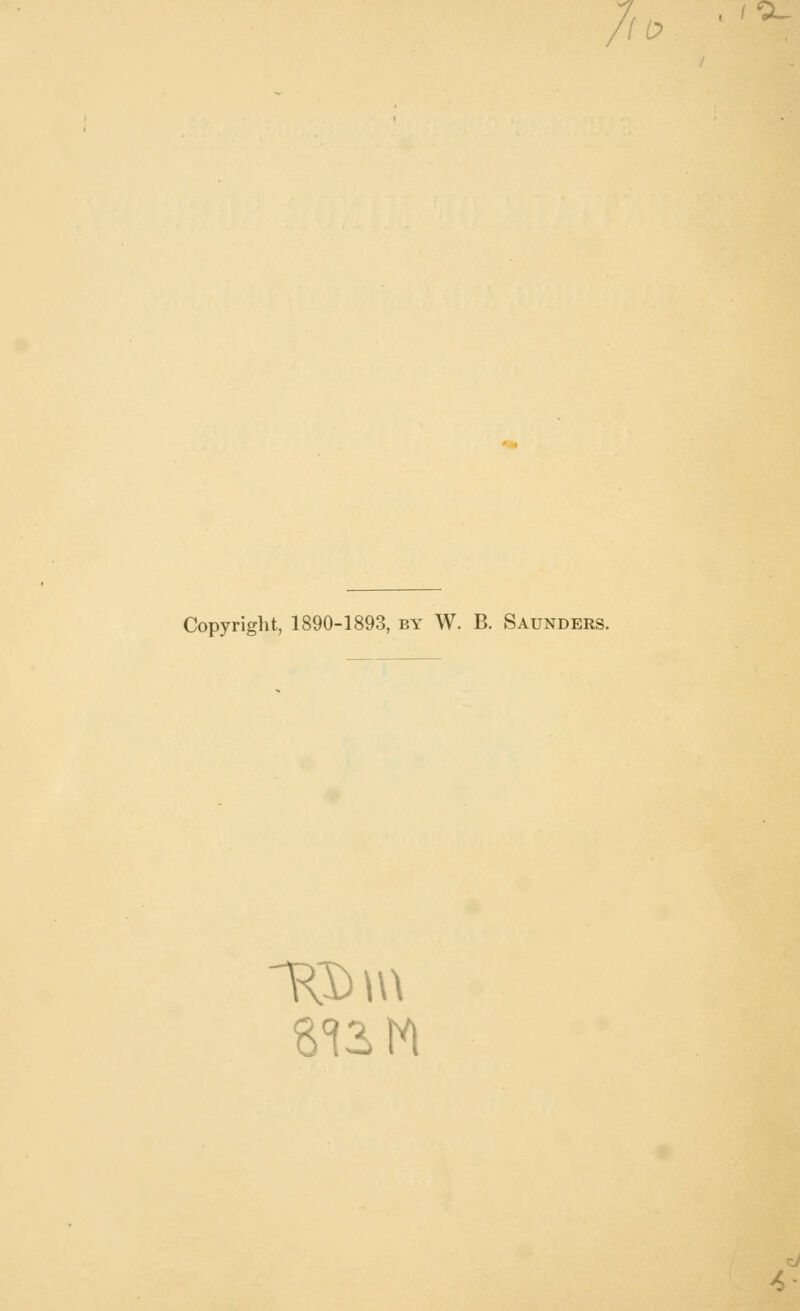 Copyright, 1890-1893, BY W. B. SAUNDERS.
RD111
893M